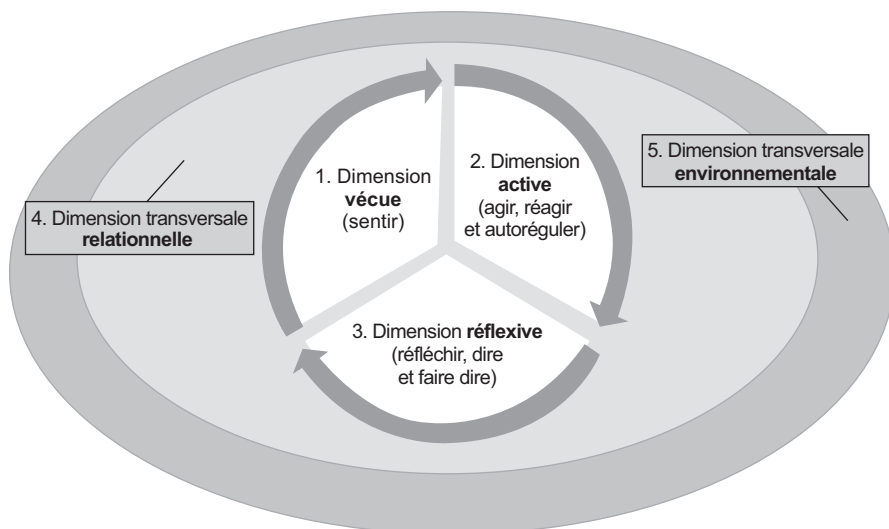 1. Dimension
vécue
(sentir)
2. Dimension
active
(agir, réagir
et autoréguler)
3. Dimension réflexive
(réfléchir, dire
et faire dire)
4. Dimension transversale
relationnelle
5. Dimension transversale
environnementale